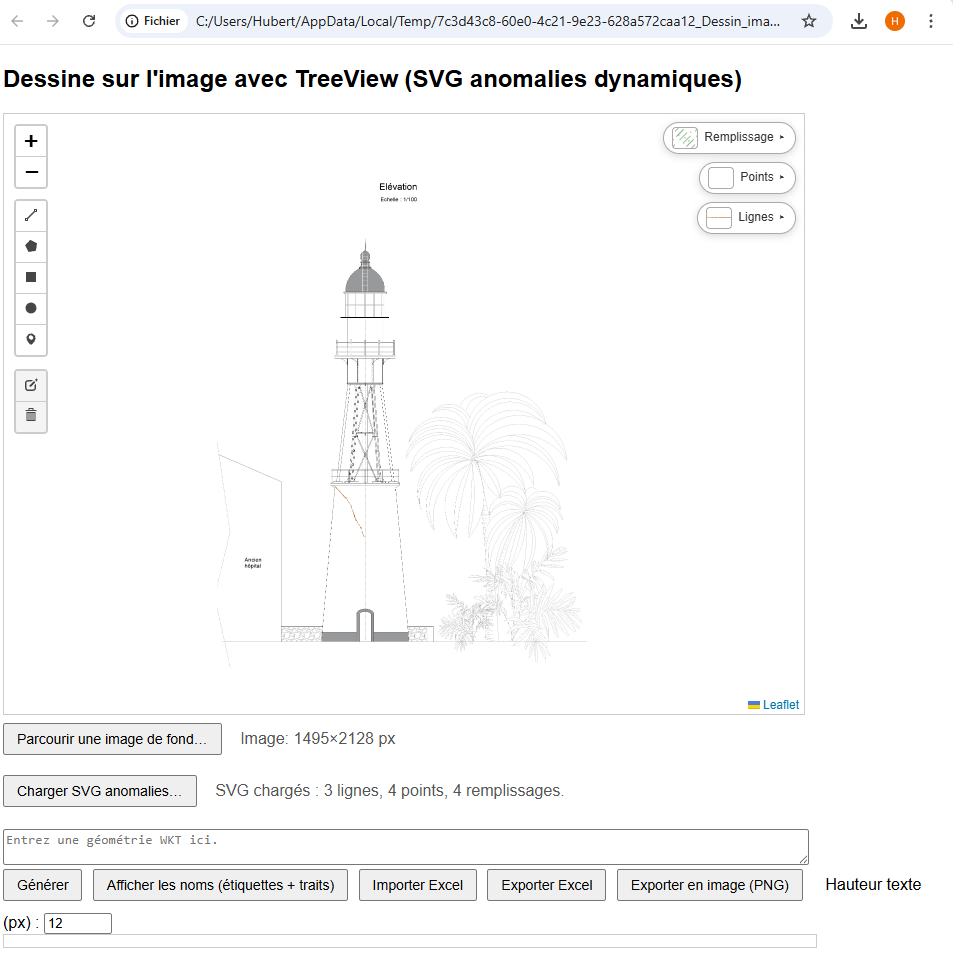 Fichier
C:/Users/Hubert/AppData/Local/Temp/7c3d43c8-60e0-4c21-9e23-628a572caa12_Dessin_ima...
H
Dessine sur l'image avec TreeView (SVG anomalies dynamiques)
+
−
Remplissage
Points
Lignes
Elévation
Echelle : 1/100
Ancien
hôpital
Leaflet
Parcourir une image de fond…
Image: 1495×2128 px
Charger SVG anomalies…
SVG chargés : 3 lignes, 4 points, 4 remplissages.
Entrez une géométrie WKT ici.
Générer
Afficher les noms (étiquettes + traits)
Importer Excel
Exporter Excel
Exporter en image (PNG)
Hauteur texte
(px) : 12